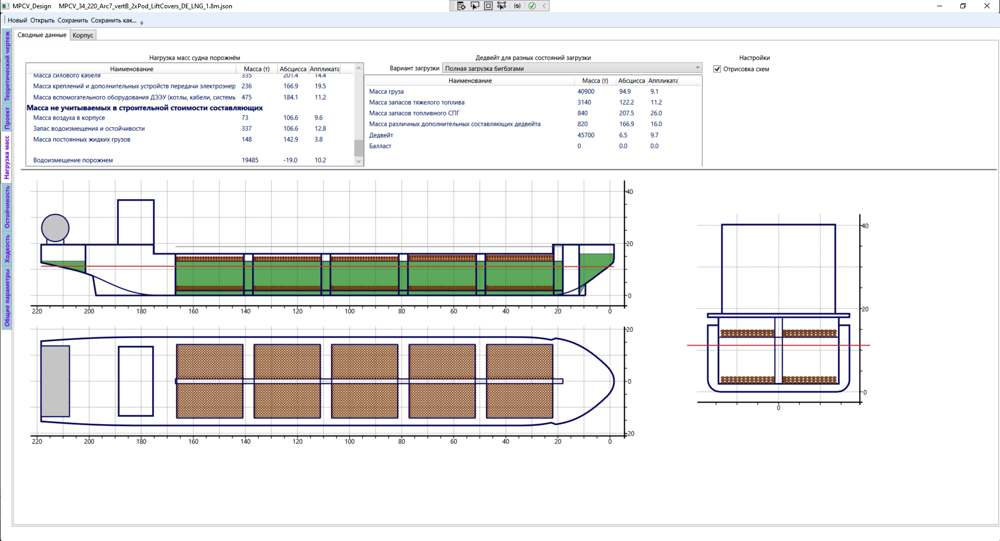 MPCV_Design MPCV_34_220_Arc7_vertB_2xPod_LiftCovers_DE_LNG_1.8m.json
Новый Открыть Сохранить Сохранить как...
Сводные данные Корпус
Теоретический чертеж
Проект
Нагрузка масс
Остойчивость
Ходкость
Общие параметры
Нагрузка масс судна порожнём
Наименование Масса (т) Абсцисса Аппликата
Масса силового кабеля 335 201.4 14.4
Масса креплений и дополнительных устройств передачи электроэнер 236 166.9 19.5
Масса вспомогательного оборудования ДЭЭУ (котлы, кабели, системь 475 184.1 11.2
Масса не учитываемых в строительной стоимости составляющих
Масса воздуха в корпусе 73 106.6 9.6
Запас водоизмещения и остойчивости 337 106.6 12.8
Масса постоянных жидких грузов 148 142.9 3.8
Водоизмещение порожнем 19485 -19.0 10.2
Дедвейт для разных состояний загрузки
Вариант загрузки Полная загрузка бигбэгами
Наименование Масса (т) Абсцисса Аппликата
Масса груза 40900 94.9 9.1
Масса запасов тяжелого топлива 3140 122.2 11.2
Масса запасов топливного СПГ 840 207.5 26.0
Масса различных дополнительных составляющих дедвейта 820 166.9 16.0
Дедвейт 45700 6.5 9.7
Балласт 0 0.0 0.0
Настройки
Отрисовка схем
40
20
0
220 200 180 160 140 120 100 80 60 40 20 0
20
0
-20
220 200 180 160 140 120 100 80 60 40 20 0
40
20
0
0